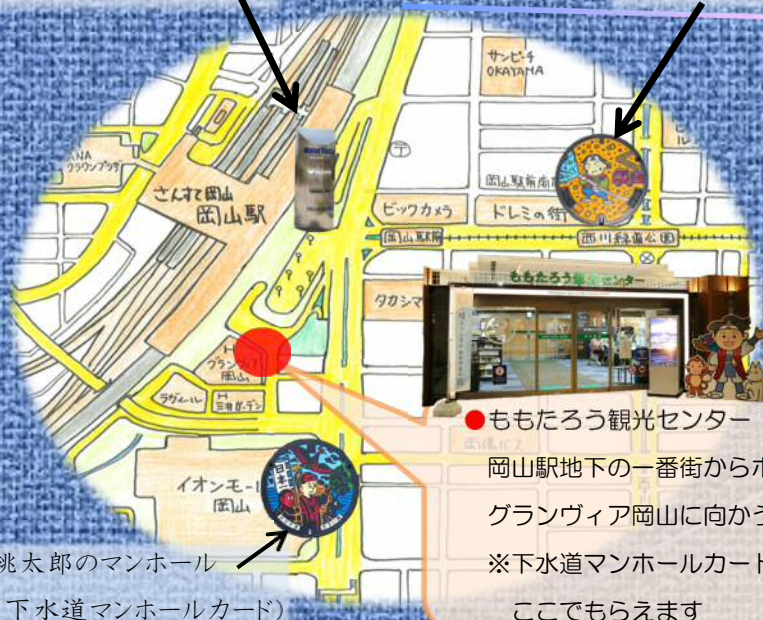 サンピーチ
OKAYAMA
ANA
クラウンプラザ
さんすて岡山
岡山駅
岡山駅前商
ビックカメラ
ドレミの街
岡山駅前
西川緑道公園
ももたろう観光センター
タカシマ
グランヴィア
岡山
ラヴィール
三井ガーデン
イオンモール
岡山
日本一
●ももたろう観光センター
岡山駅地下の一番街からホ
グランヴィア岡山に向かう
※下水道マンホールカード
ここでもらえます
桃太郎のマンホール
下水道マンホールカード)